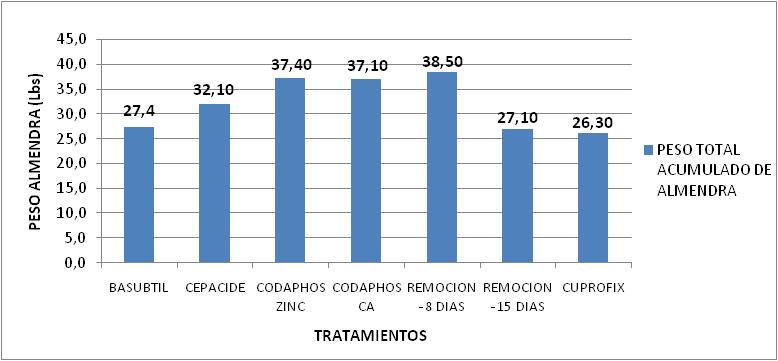 45,0
40,0
35,0
30,0
25,0
20,0
15,0
10,0
5,0
0,0
PESO ALMENDRA (Lbs)
27,4
32,10
37,40
37,10
38,50
27,10
26,30
BASUBTIL
CEPACIDE
CODAPHOS
ZINC
CODAPHOS
CA
REMOCION
-8 DIAS
REMOCION
-15 DIAS
CUPROFIX
TRATAMIENTOS
PESO TOTAL
ACUMULADO DE
ALMENDRA